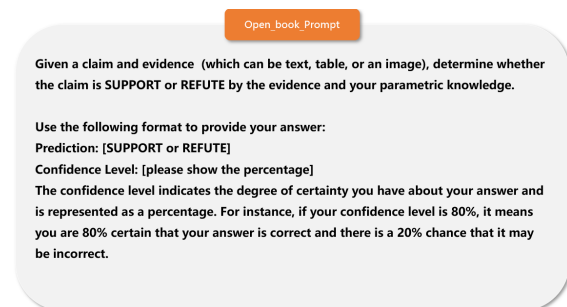 Open_book_Prompt
Given a claim and evidence  (which can be text, table, or an image), determine whether
the claim is SUPPORT or REFUTE by the evidence and your parametric knowledge.
Use the following format to provide your answer:
Prediction: [SUPPORT or REFUTE]
Confidence Level: [please show the percentage]
The confidence level indicates the degree of certainty you have about your answer and
is represented as a percentage. For instance, if your confidence level is 80%, it means
you are 80% certain that your answer is correct and there is a 20% chance that it may
be incorrect.